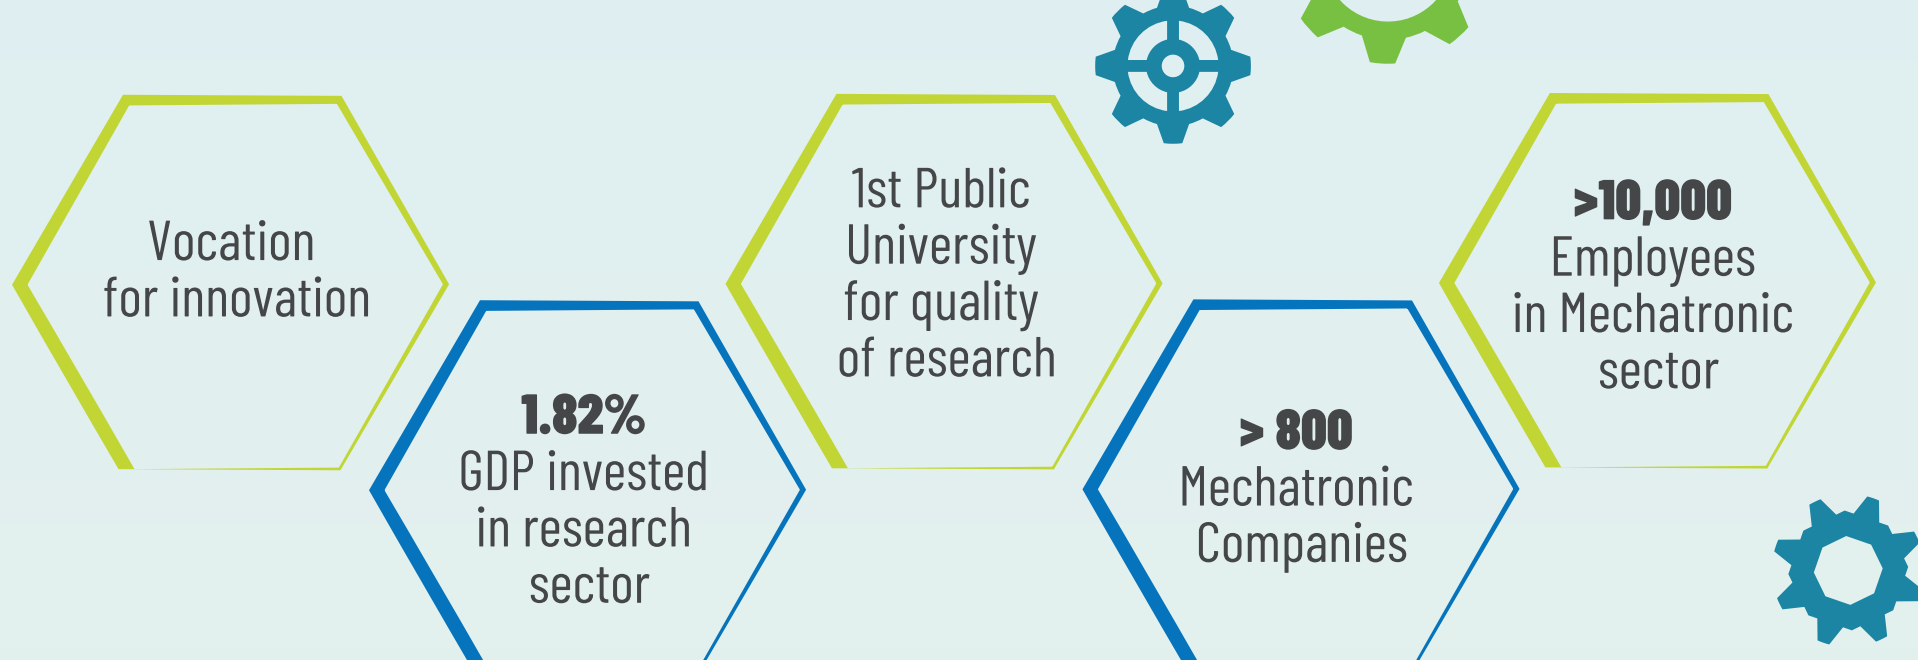 Vocation
for innovation
1.82%
GDP invested
in research
sector
1st Public
University
for quality
of research
> 800
Mechatronic
Companies
>10,000
Employees
in Mechatronic
sector